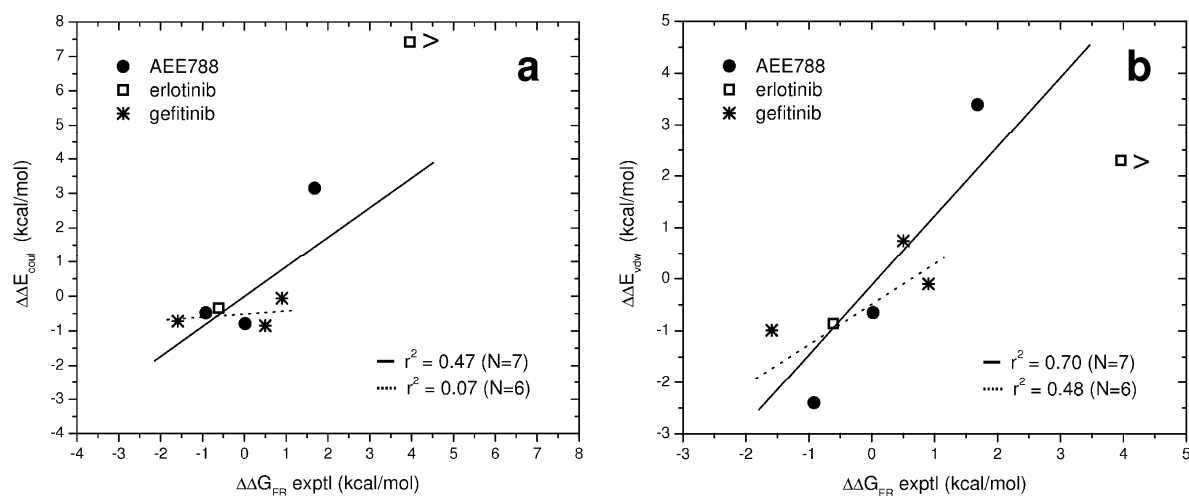 a
AEE788
erlotinib
gefitinib
>
r² = 0.47 (N=7)
r² = 0.07 (N=6)
8
7
6
5
4
3
2
1
0
-1
-2
-3
-4
ΔΔE_coul (kcal/mol)
-4 -3 -2 -1 0 1 2 3 4 5 6 7 8
ΔΔG_FR exptl (kcal/mol)
b
AEE788
erlotinib
gefitinib
>
r² = 0.70 (N=7)
r² = 0.48 (N=6)
5
4
3
2
1
0
-1
-2
-3
ΔΔE_vdw (kcal/mol)
-3 -2 -1 0 1 2 3 4 5
ΔΔG_FR exptl (kcal/mol)